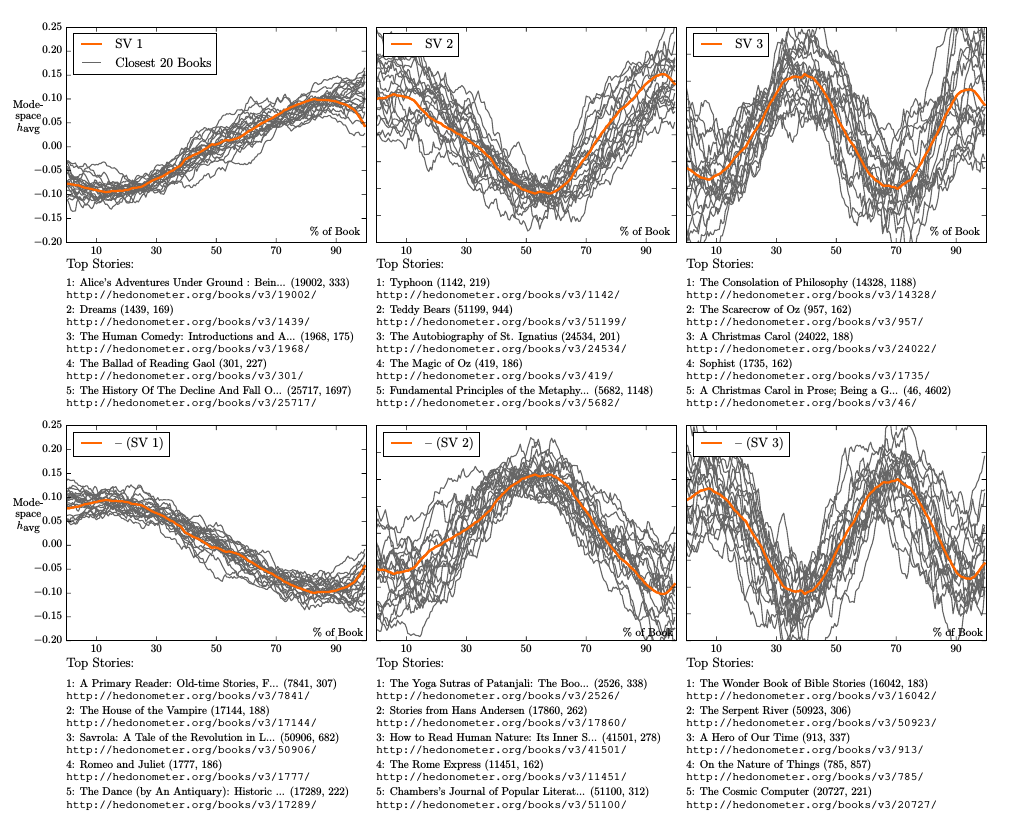 0.25
0.20
0.15
0.10
0.05
0.00
−0.05
−0.10
−0.15
−0.20
Mode-
space
havg
SV 1
Closest 20 Books
% of Book
10 30 50 70 90
SV 2
% of Book
10 30 50 70 90
SV 3
% of Book
10 30 50 70 90
Top Stories:
1: Alice's Adventures Under Ground : Bein... (19002, 333)
http://hedonometer.org/books/v3/19002/
2: Dreams (1439, 169)
http://hedonometer.org/books/v3/1439/
3: The Human Comedy: Introductions and A... (1968, 175)
http://hedonometer.org/books/v3/1968/
4: The Ballad of Reading Gaol (301, 227)
http://hedonometer.org/books/v3/301/
5: The History Of The Decline And Fall O... (25717, 1697)
http://hedonometer.org/books/v3/25717/
Top Stories:
1: Typhoon (1142, 219)
http://hedonometer.org/books/v3/1142/
2: Teddy Bears (51199, 944)
http://hedonometer.org/books/v3/51199/
3: The Autobiography of St. Ignatius (24534, 201)
http://hedonometer.org/books/v3/24534/
4: The Magic of Oz (419, 186)
http://hedonometer.org/books/v3/419/
5: Fundamental Principles of the Metaphy... (5682, 1148)
http://hedonometer.org/books/v3/5682/
Top Stories:
1: The Consolation of Philosophy (14328, 1188)
http://hedonometer.org/books/v3/14328/
2: The Scarecrow of Oz (957, 162)
http://hedonometer.org/books/v3/957/
3: A Christmas Carol (24022, 188)
http://hedonometer.org/books/v3/24022/
4: Sophist (1735, 162)
http://hedonometer.org/books/v3/1735/
5: A Christmas Carol in Prose; Being a G... (46, 4602)
http://hedonometer.org/books/v3/46/
0.25
0.20
0.15
0.10
0.05
0.00
−0.05
−0.10
−0.15
−0.20
Mode-
space
havg
− (SV 1)
% of Book
10 30 50 70 90
− (SV 2)
% of Book
10 30 50 70 90
− (SV 3)
% of Book
10 30 50 70 90
Top Stories:
1: A Primary Reader: Old-time Stories, F... (7841, 307)
http://hedonometer.org/books/v3/7841/
2: The House of the Vampire (17144, 188)
http://hedonometer.org/books/v3/17144/
3: Savrola: A Tale of the Revolution in L... (50906, 682)
http://hedonometer.org/books/v3/50906/
4: Romeo and Juliet (1777, 186)
http://hedonometer.org/books/v3/1777/
5: The Dance (by An Antiquary): Historic ... (17289, 222)
http://hedonometer.org/books/v3/17289/
Top Stories:
1: The Yoga Sutras of Patanjali: The Boo... (2526, 338)
http://hedonometer.org/books/v3/2526/
2: Stories from Hans Andersen (17860, 262)
http://hedonometer.org/books/v3/17860/
3: How to Read Human Nature: Its Inner S... (41501, 278)
http://hedonometer.org/books/v3/41501/
4: The Rome Express (11451, 162)
http://hedonometer.org/books/v3/11451/
5: Chambers's Journal of Popular Literat... (51100, 312)
http://hedonometer.org/books/v3/51100/
Top Stories:
1: The Wonder Book of Bible Stories (16042, 183)
http://hedonometer.org/books/v3/16042/
2: The Serpent River (50923, 306)
http://hedonometer.org/books/v3/50923/
3: A Hero of Our Time (913, 337)
http://hedonometer.org/books/v3/913/
4: On the Nature of Things (785, 857)
http://hedonometer.org/books/v3/785/
5: The Cosmic Computer (20727, 221)
http://hedonometer.org/books/v3/20727/